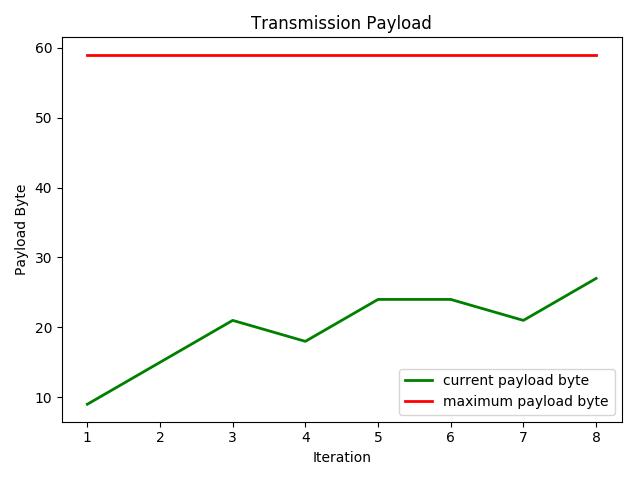 Transmission Payload
60
50
40
30
20
10
Payload Byte
current payload byte
maximum payload byte
1 2 3 4 5 6 7 8
Iteration